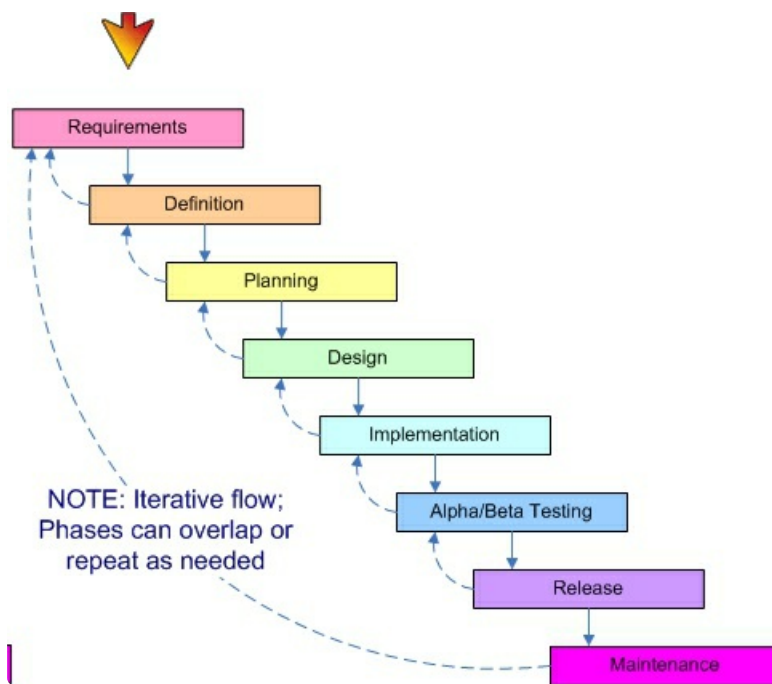 Requirements
Definition
Planning
Design
Implementation
Alpha/Beta Testing
Release
Maintenance
NOTE: Iterative flow;
Phases can overlap or
repeat as needed